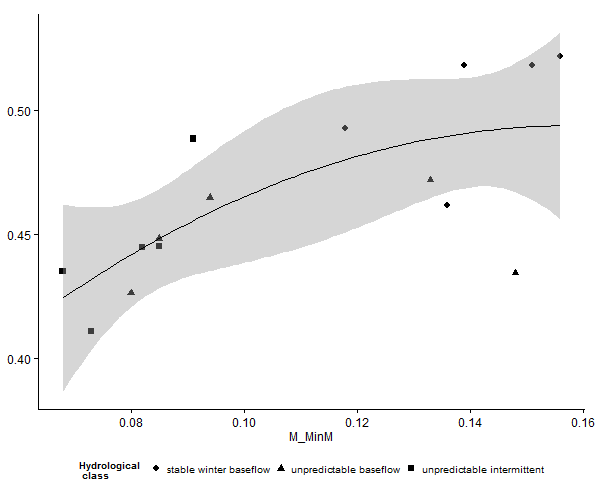 0.50
0.45
0.40
0.08 0.10 0.12 0.14 0.16
M_MinM
Hydrological
class
stable winter baseflow unpredictable baseflow unpredictable intermittent